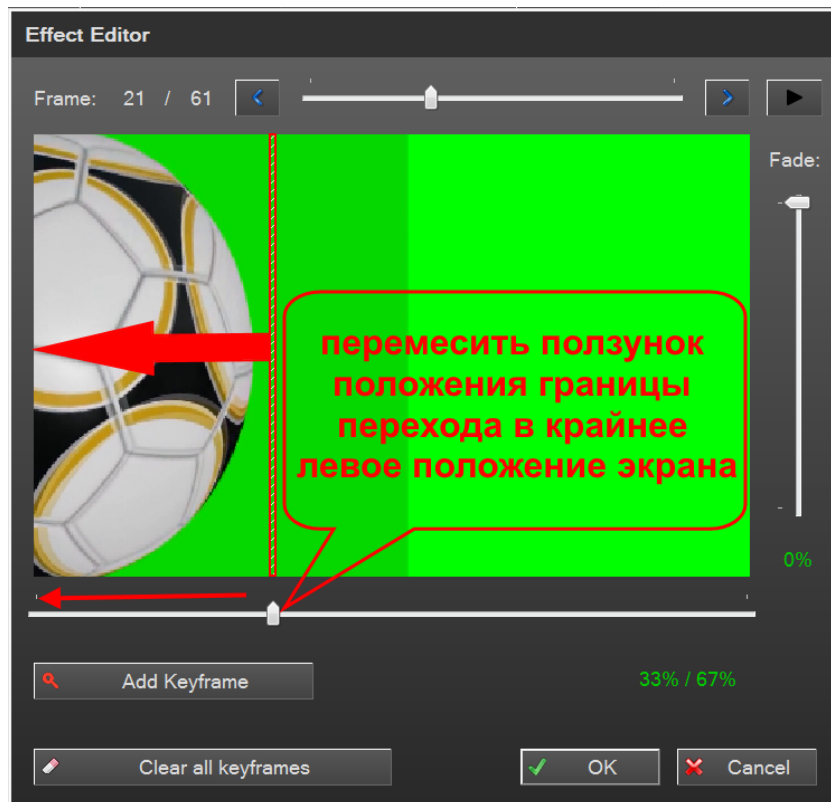 Effect Editor
Frame: 21 / 61
Fade:
перемесить ползунок
положения границы
перехода в крайнее
левое положение экрана
0%
Add Keyframe
33% / 67%
Clear all keyframes
OK
Cancel